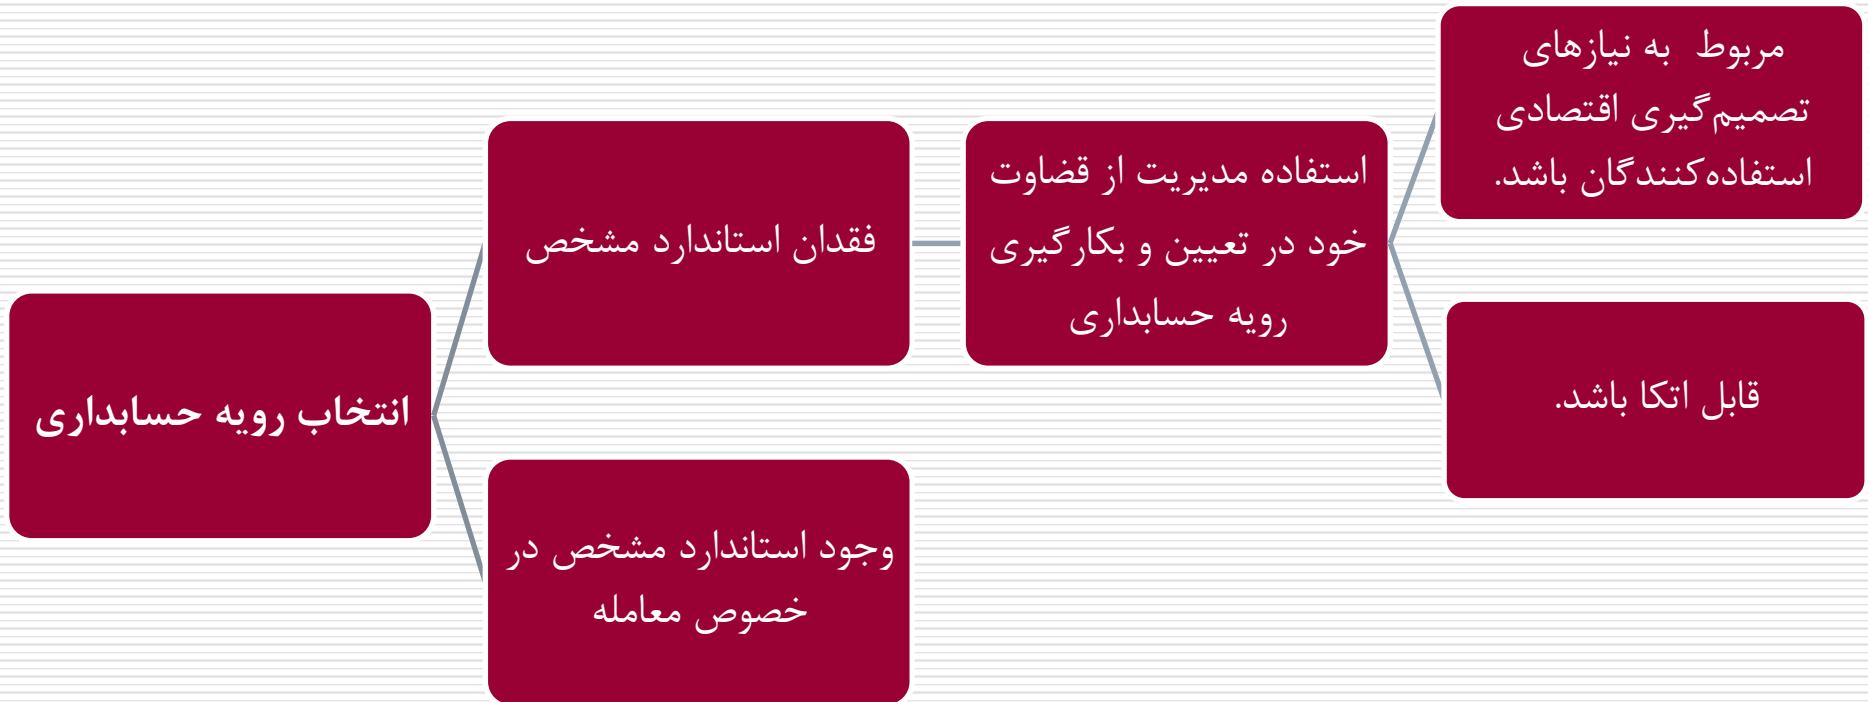 انتخاب رویه حسابداری
فقدان استاندارد مشخص
استفاده مدیریت از قضاوت
خود در تعیین و بکارگیری
رویه حسابداری
مربوط به نیازهای
تصمیم‌گیری اقتصادی
استفاده‌کنندگان باشد.
قابل اتکا باشد.
وجود استاندارد مشخص در
خصوص معامله